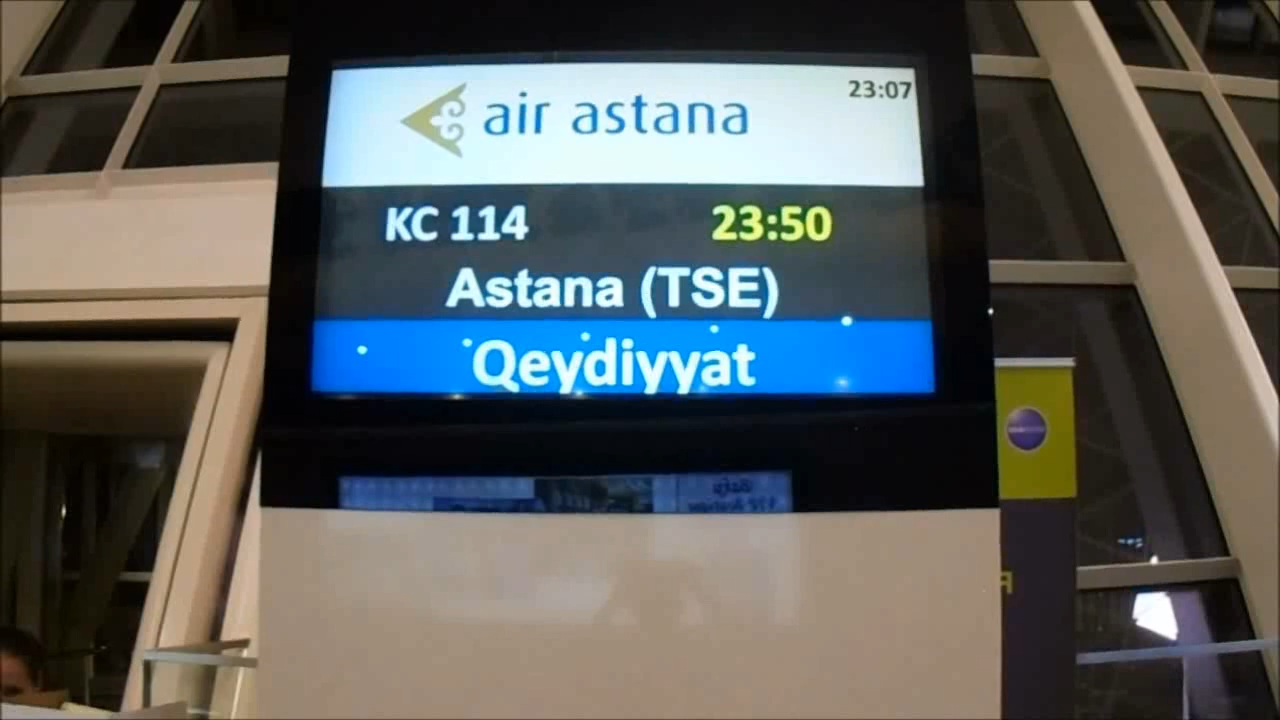 air astana
23:07
KC 114
23:50
Astana (TSE)
Qeydiyyat